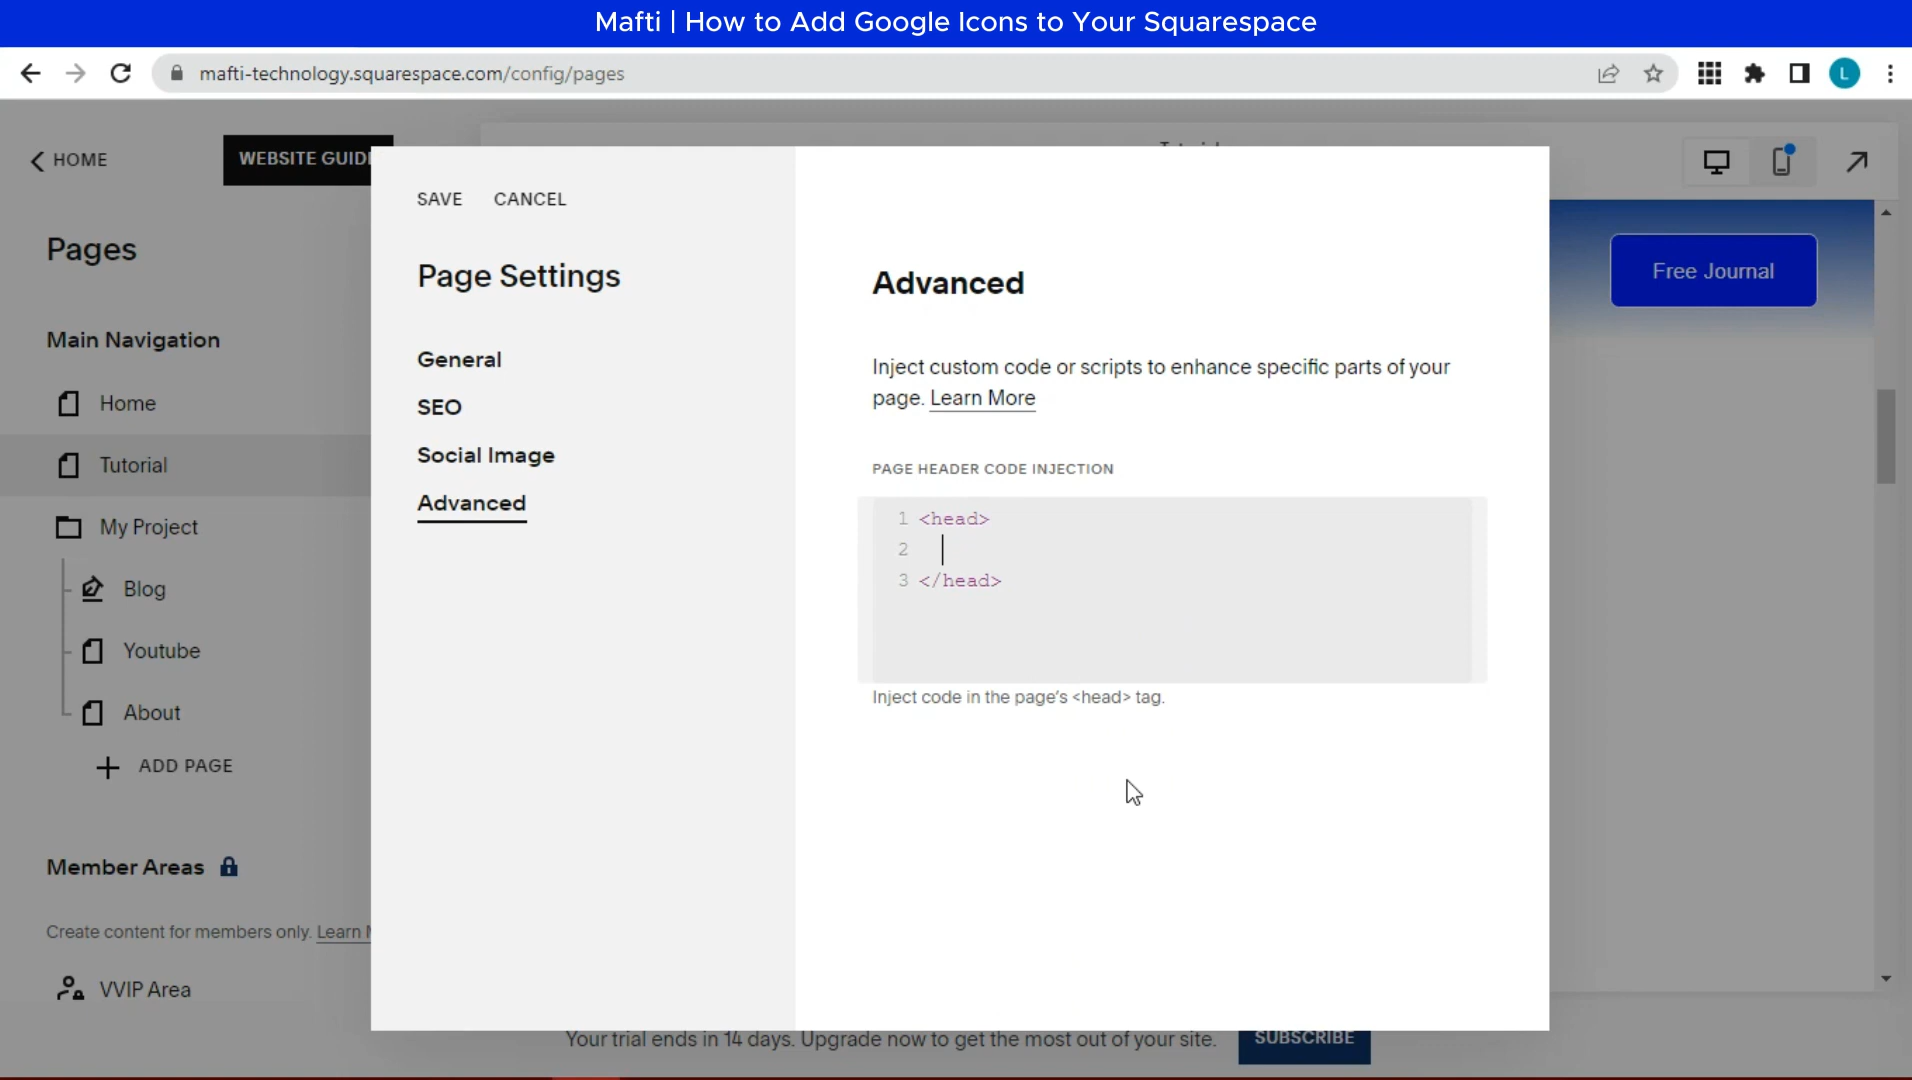 Mafti | How to Add Google Icons to Your Squarespace
mafti-technology.squarespace.com/config/pages
L
HOME
WEBSITE GUID
SAVE
CANCEL
Free Journal
Pages
Page Settings
Advanced
Main Navigation
General
Inject custom code or scripts to enhance specific parts of your
page. Learn More
Home
SEO
Tutorial
Social Image
PAGE HEADER CODE INJECTION
My Project
Advanced
1 <head>
2
3 </head>
Blog
Youtube
Inject code in the page's <head> tag.
About
ADD PAGE
Member Areas
Create content for members only. Learn
VVIP Area
Your trial ends in 14 days. Upgrade now to get the most out of your site.
SUBSCRIBE